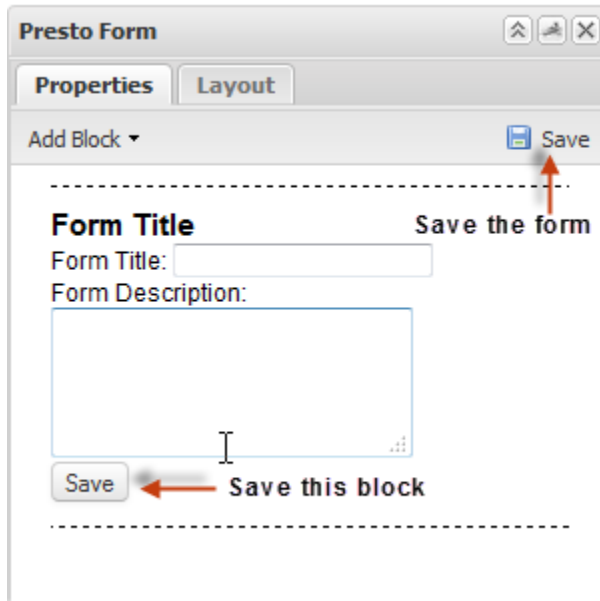 Presto Form
Properties Layout
Add Block Save
Form Title Save the form
Form Title:
Form Description:
Save Save this block